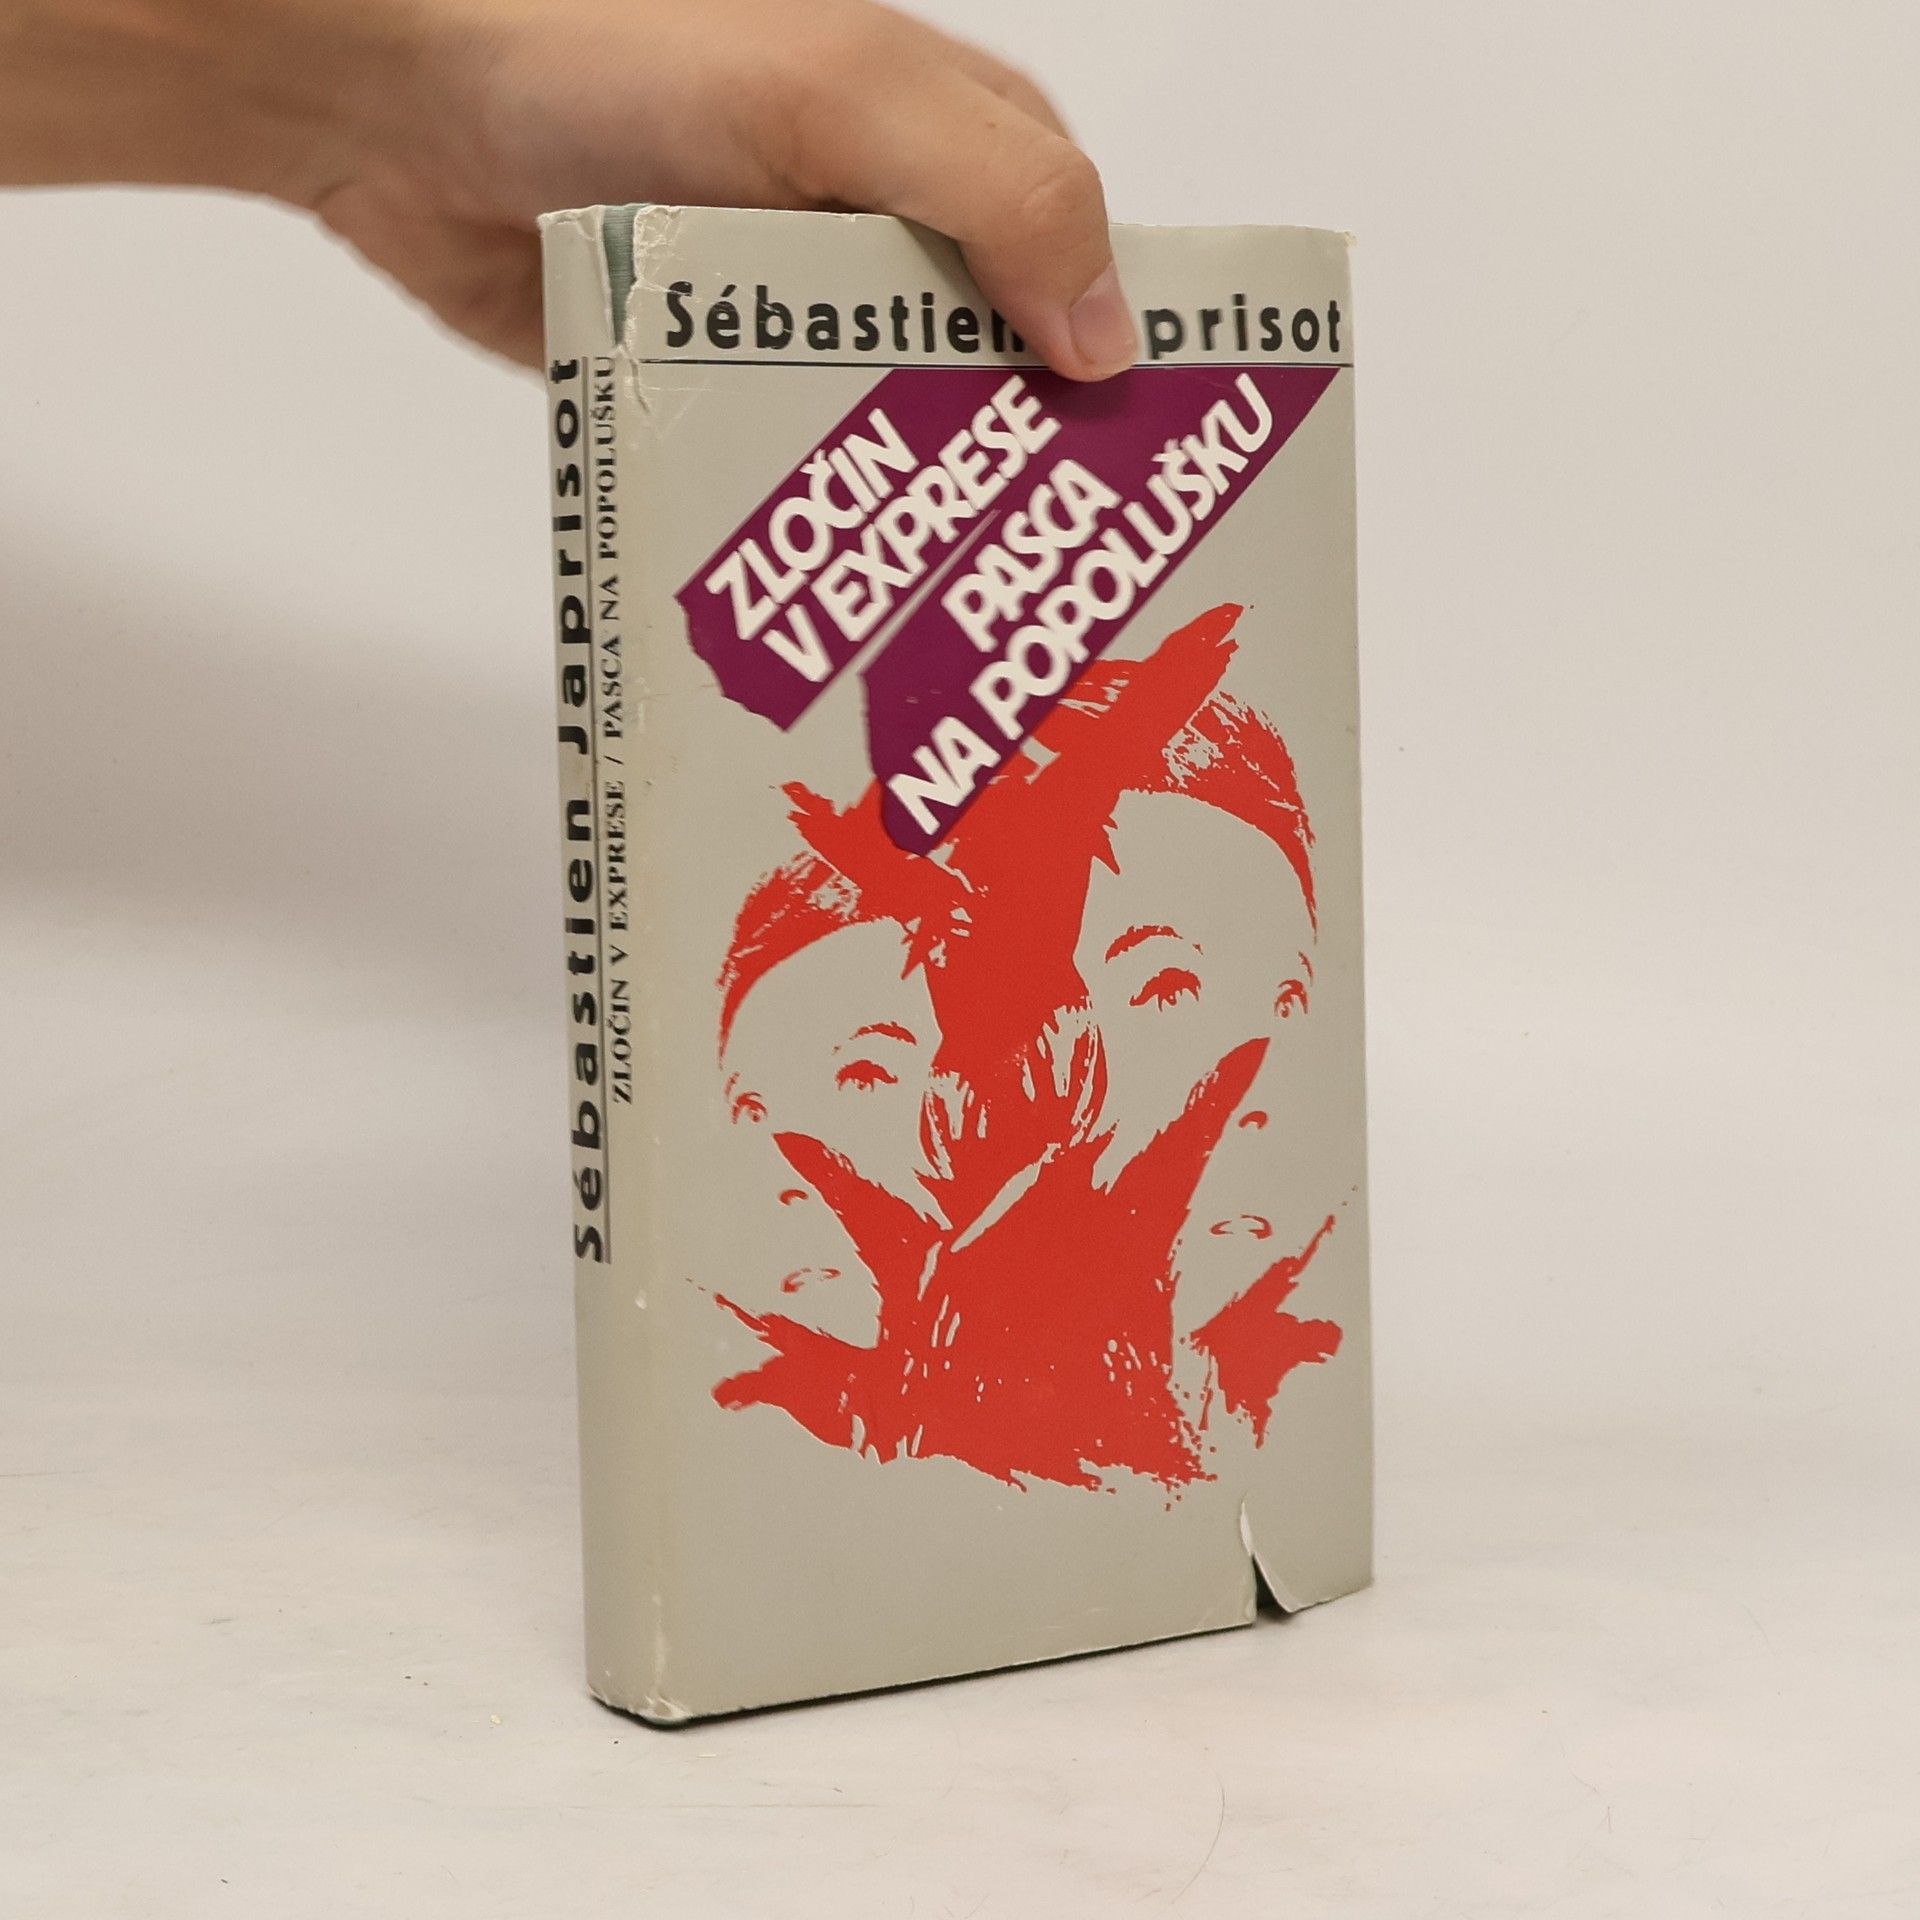 Sébastien prisot
ZLOČIN
V EXPRESE
PASCA
NA POPOLUŠKU
Sébastien Japrisot
ZLOČIN V EXPRESE / PASCA NA POPOLUŠKU